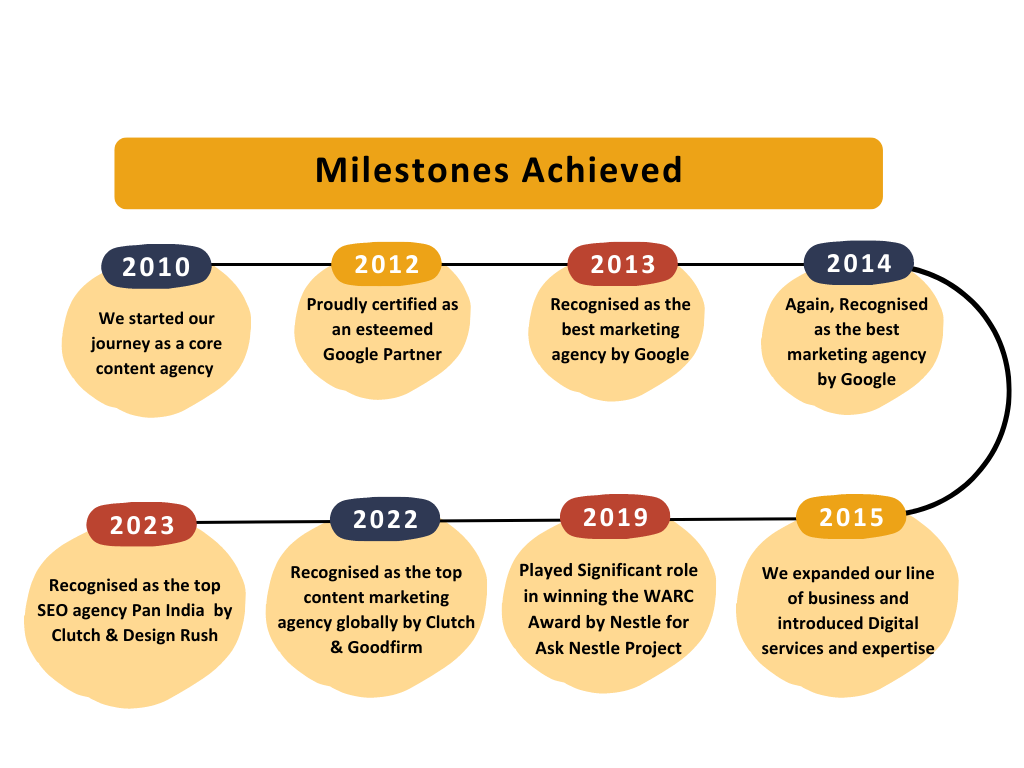 Milestones Achieved
2010
We started our
journey as a core
content agency
2012
Proudly certified as
an esteemed
Google Partner
2013
Recognised as the
best marketing
agency by Google
2014
Again, Recognised
as the best
marketing agency
by Google
2015
We expanded our line
of business and
introduced Digital
services and expertise
2019
Played Significant role
in winning the WARC
Award by Nestle for
Ask Nestle Project
2022
Recognised as the top
content marketing
agency globally by Clutch
& Goodfirm
2023
Recognised as the top
SEO agency Pan India by
Clutch & Design Rush